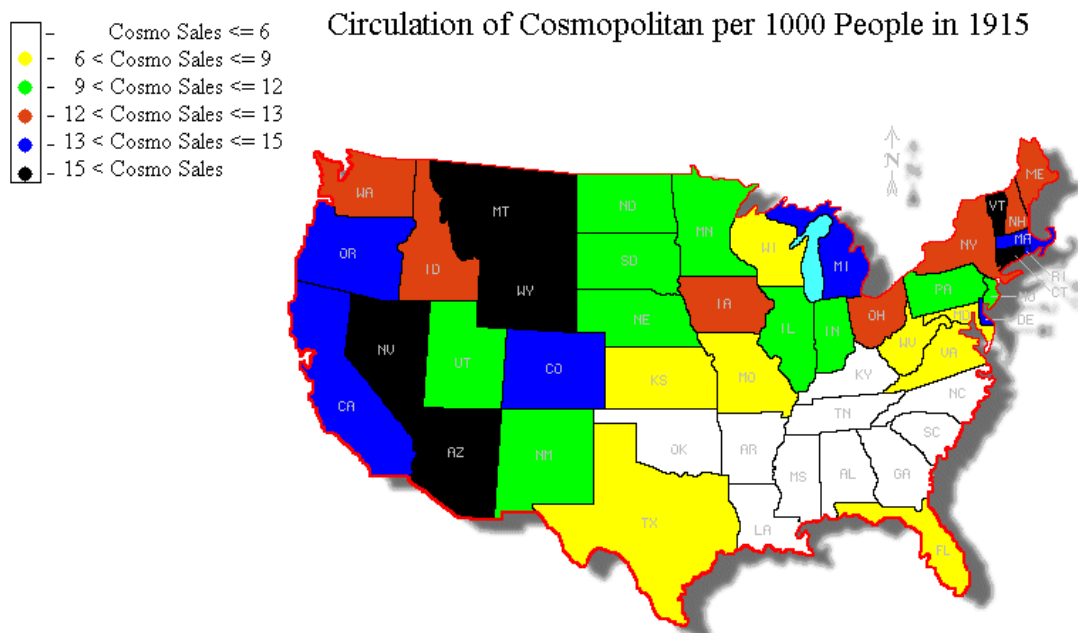 Circulation of Cosmopolitan per 1000 People in 1915
- Cosmo Sales <= 6
- 6 < Cosmo Sales <= 9
- 9 < Cosmo Sales <= 12
- 12 < Cosmo Sales <= 13
- 13 < Cosmo Sales <= 15
- 15 < Cosmo Sales
N
WA
MT
ND
MN
VT
ME
NH
OR
ID
SD
WI
MI
NY
MA
RI
CT
WY
NE
IA
PA
NJ
NV
UT
CO
IL
IN
OH
MD
DE
CA
KS
MO
KY
WV
VA
AZ
NM
OK
AR
TN
NC
SC
TX
LA
MS
AL
GA
FL